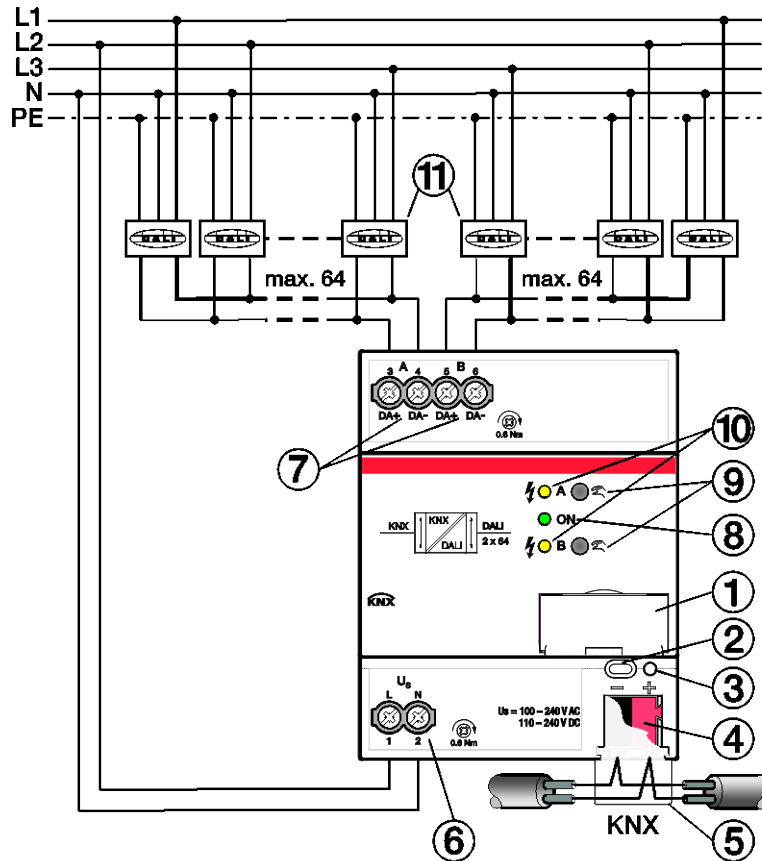 L1
L2
L3
N
PE
11
DALI DALI DALI DALI DALI DALI
max. 64 max. 64
3 A 4 5 B 6
DA+ DA- DA+ DA-
0.6 Nm
7
10
A
9
ON
8
B
KNX KNX DALI DALI 2 x 64
KNX
1
2
3
Us
L N
1 2
0.6 Nm
Us = 100 – 240 V AC
110 – 240 V DC
− +
4
6
KNX
5